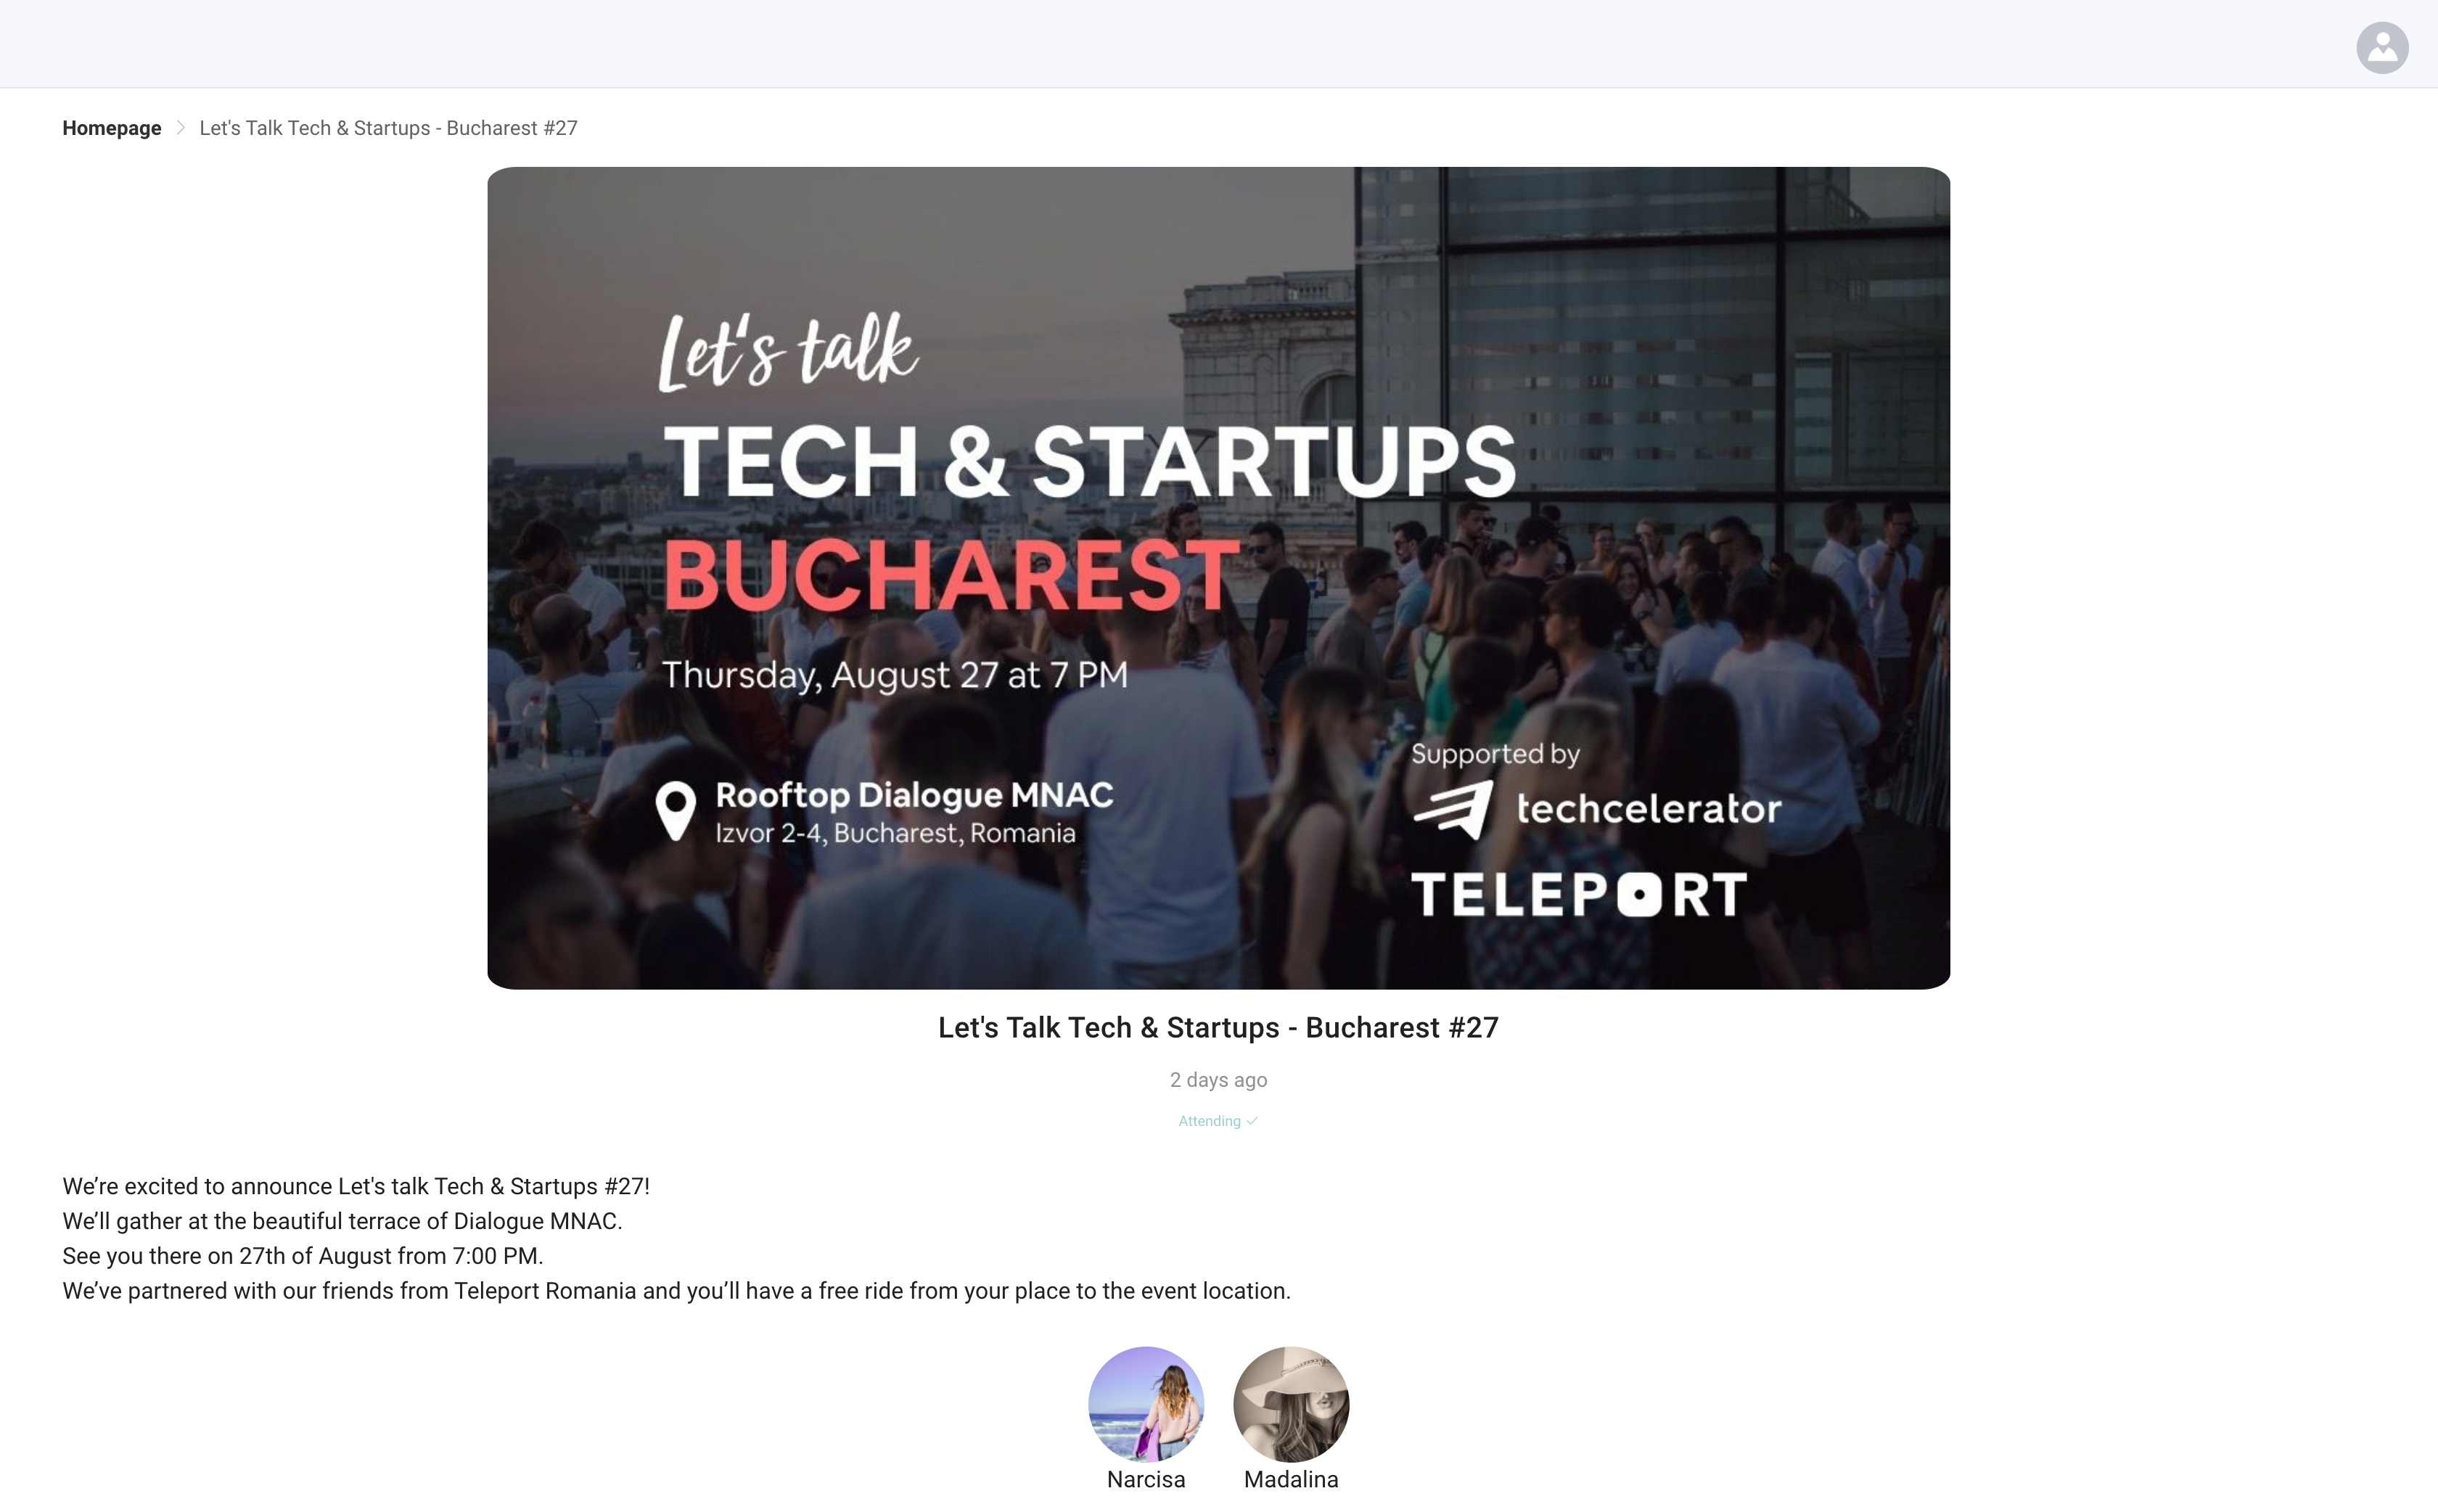 Homepage > Let's Talk Tech & Startups - Bucharest #27
Let's talk
TECH & STARTUPS
BUCHAREST
Thursday, August 27 at 7 PM
Rooftop Dialogue MNAC
Izvor 2-4, Bucharest, Romania
Supported by
techcelerator
TELEPORT
Let's Talk Tech & Startups - Bucharest #27
2 days ago
Attending ✓
We’re excited to announce Let's talk Tech & Startups #27!
We’ll gather at the beautiful terrace of Dialogue MNAC.
See you there on 27th of August from 7:00 PM.
We’ve partnered with our friends from Teleport Romania and you’ll have a free ride from your place to the event location.
Narcisa
Madalina